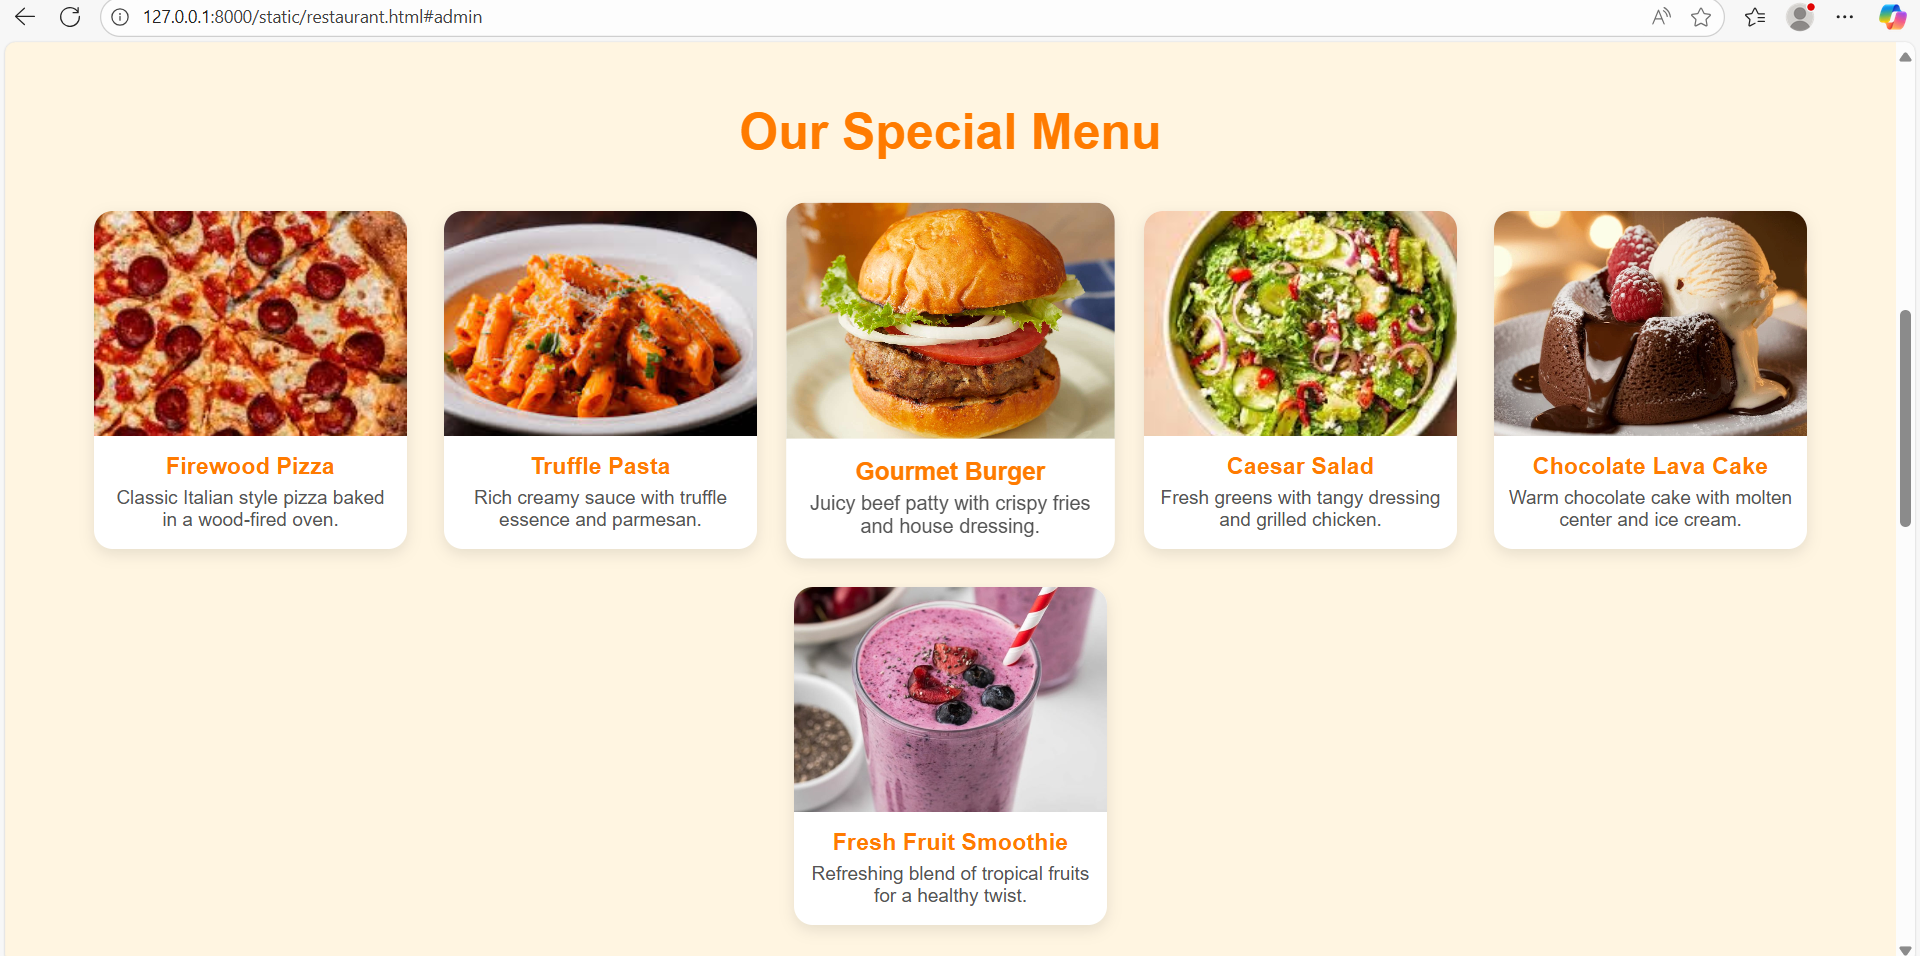 127.0.0.1:8000/static/restaurant.html#admin
Our Special Menu
Firewood Pizza
Classic Italian style pizza baked
in a wood-fired oven.
Truffle Pasta
Rich creamy sauce with truffle
essence and parmesan.
Gourmet Burger
Juicy beef patty with crispy fries
and house dressing.
Caesar Salad
Fresh greens with tangy dressing
and grilled chicken.
Chocolate Lava Cake
Warm chocolate cake with molten
center and ice cream.
Fresh Fruit Smoothie
Refreshing blend of tropical fruits
for a healthy twist.